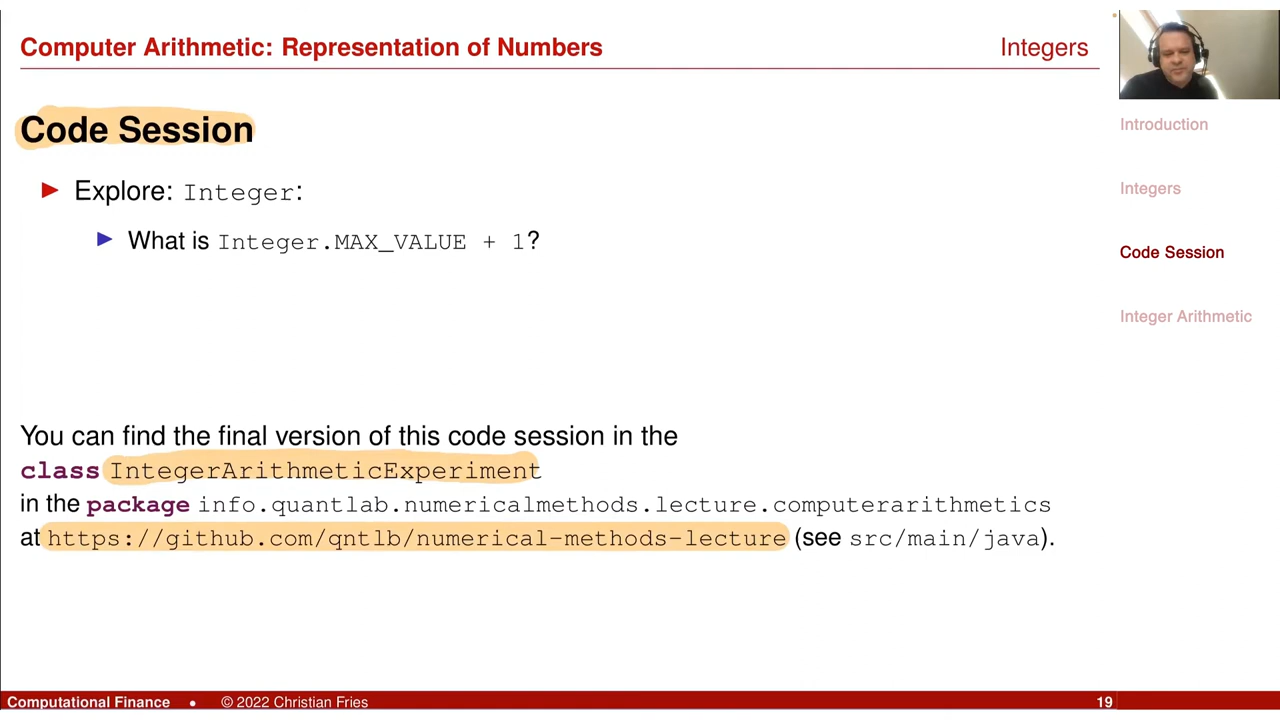 Computer Arithmetic: Representation of Numbers
Integers
Code Session
Explore: Integer:
What is Integer.MAX_VALUE + 1?
You can find the final version of this code session in the
class IntegerArithmeticExperiment
in the package info.quantlab.numericalmethods.lecture.computerarithmetics
at https://github.com/qntlb/numerical-methods-lecture (see src/main/java).
Introduction
Integers
Code Session
Integer Arithmetic
Computational Finance • © 2022 Christian Fries 19